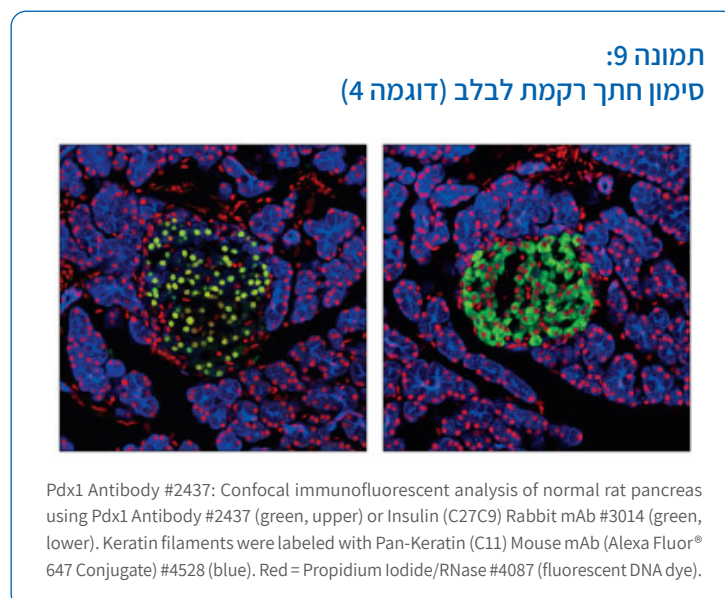 תמונה 9:
סימון חתך רקמת לבלב (דוגמה 4)
Pdx1 Antibody #2437: Confocal immunofluorescent analysis of normal rat pancreas
using Pdx1 Antibody #2437 (green, upper) or Insulin (C27C9) Rabbit mAb #3014 (green,
lower). Keratin filaments were labeled with Pan-Keratin (C11) Mouse mAb (Alexa Fluor®
647 Conjugate) #4528 (blue). Red = Propidium Iodide/RNase #4087 (fluorescent DNA dye).